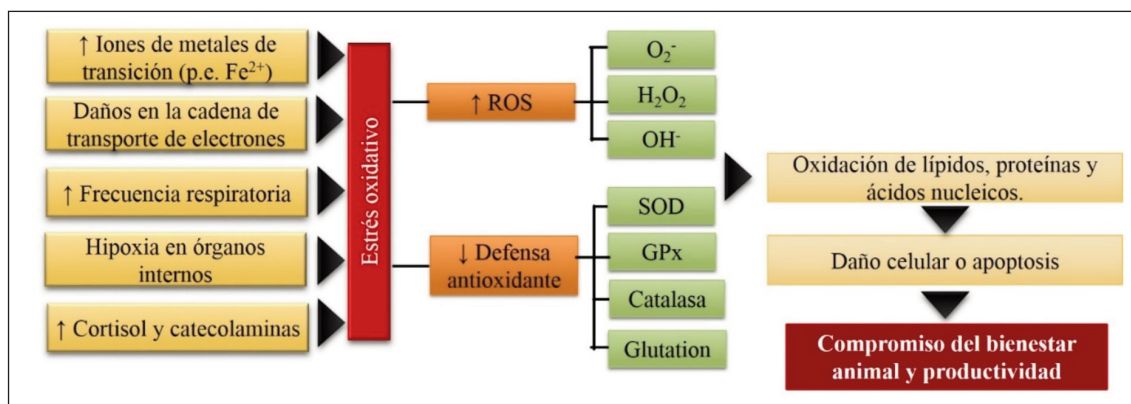 ↑ Iones de metales de
transición (p.e. Fe²⁺)
Daños en la cadena de
transporte de electrones
↑ Frecuencia respiratoria
Hipoxia en órganos
internos
↑ Cortisol y catecolaminas
Estrés oxidativo
↑ ROS
↓ Defensa
antioxidante
O₂⁻
H₂O₂
OH⁻
SOD
GPx
Catalasa
Glutation
Oxidación de lípidos, proteínas y
ácidos nucleicos.
Daño celular o apoptosis
Compromiso del bienestar
animal y productividad